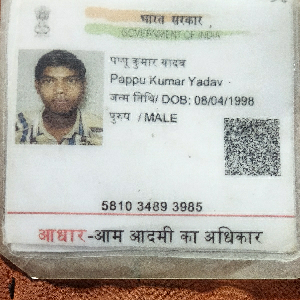 भारत सरकार
GOVERNMENT OF INDIA
पप्पु कुमार यादव
Pappu Kumar Yadav
जन्म तिथि/ DOB: 08/04/1998
पुरुष / MALE
5810 3489 3985
आधार-आम आदमी का अधिकार